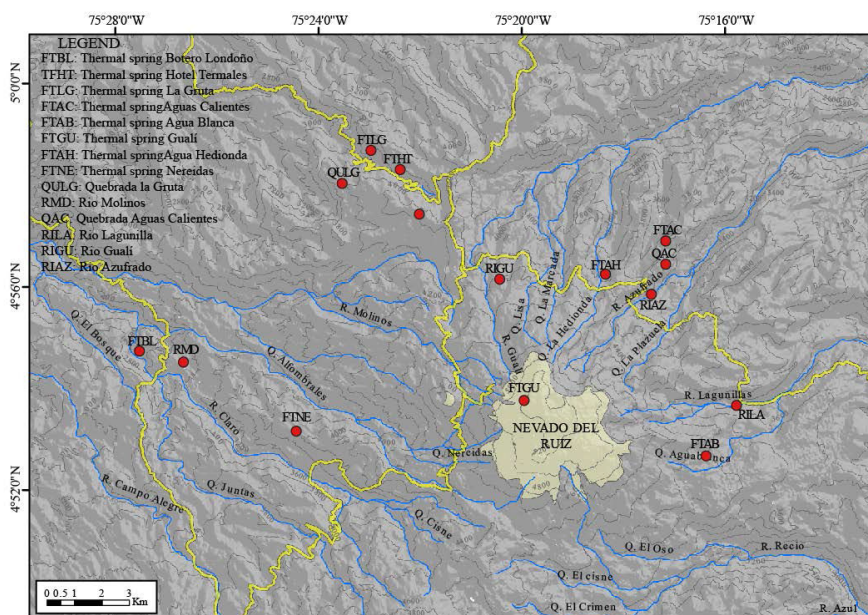 75°28'0"W
75°24'0"W
75°20'0"W
75°16'0"W
5°0'0"N
4°56'0"N
4°52'0"N
LEGEND
FTBL: Thermal spring Botero Londoño
TFHT: Thermal spring Hotel Termales
FTLG: Thermal spring La Gruta
FTAC: Thermal springAguas Calientes
FTAB: Thermal spring Agua Blanca
FTGU: Thermal spring Gualí
FTAH: Thermal springAgua Hedionda
FTNE: Thermal spring Nereidas
QULG: Quebrada la Gruta
RMD: Rio Molinos
QAC: Quebrada Aguas Calientes
RILA: Rio Lagunilla
RIGU: Rio Gualí
RIAZ: Rio Azufrado
FTLG
FTHT
QULG
FTAC
QAC
FTAH
RIGU
RIAZ
R. Azufrado
Q. La Marcada
Q. Lisa
Q. La Hedionda
R. Molinos
R. Gualí
Q. La Plazuela
Q. El Bosque
FTBL
RMD
Q. Alfombrales
FTGU
R. Lagunillas
RILA
R. Claro
FTNE
NEVADO DEL
RUIZ
Q. Nereidas
FTAB
Q. Aguablanca
R. Campo Alegre
Q. Juntas
Q. Cisne
Q. El Oso
R. Recio
Q. El cisne
Q. El Crimen
R. Azul
0 0.5 1 2 3
Km